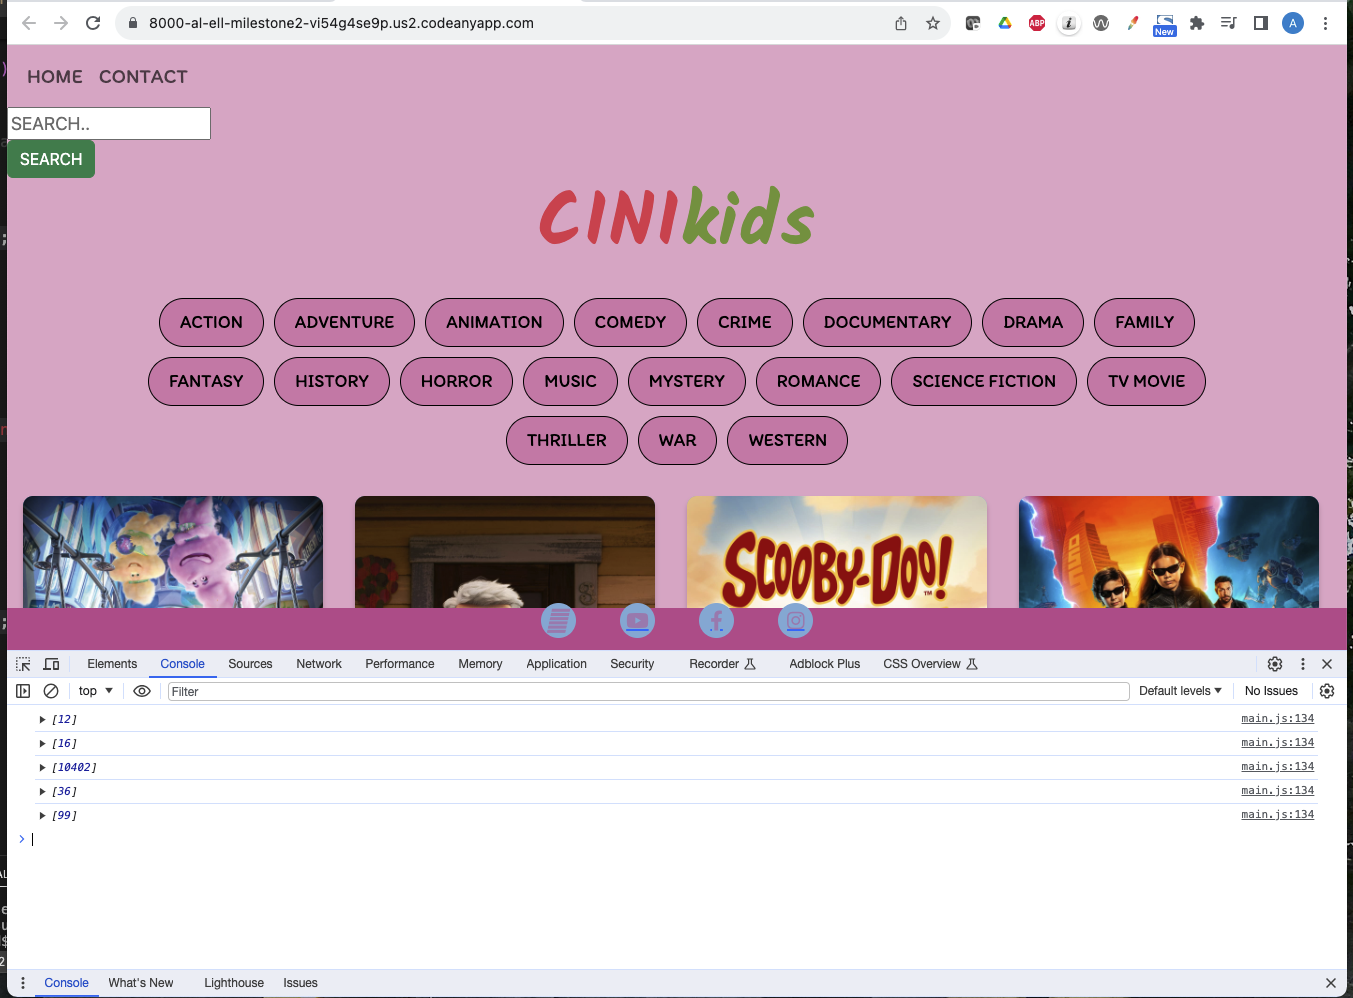 8000-al-ell-milestone2-vi54g4se9p.us2.codeanyapp.com
ABP
New
A
HOME CONTACT
SEARCH..
SEARCH
CINIkids
ACTION ADVENTURE ANIMATION COMEDY CRIME DOCUMENTARY DRAMA FAMILY
FANTASY HISTORY HORROR MUSIC MYSTERY ROMANCE SCIENCE FICTION TV MOVIE
THRILLER WAR WESTERN
SCOOBY-DOO!
TM
Elements Console Sources Network Performance Memory Application Security Recorder Adblock Plus CSS Overview
top Filter Default levels No Issues
[12] main.js:134
[16] main.js:134
[10402] main.js:134
[36] main.js:134
[99] main.js:134
Console What's New Lighthouse Issues